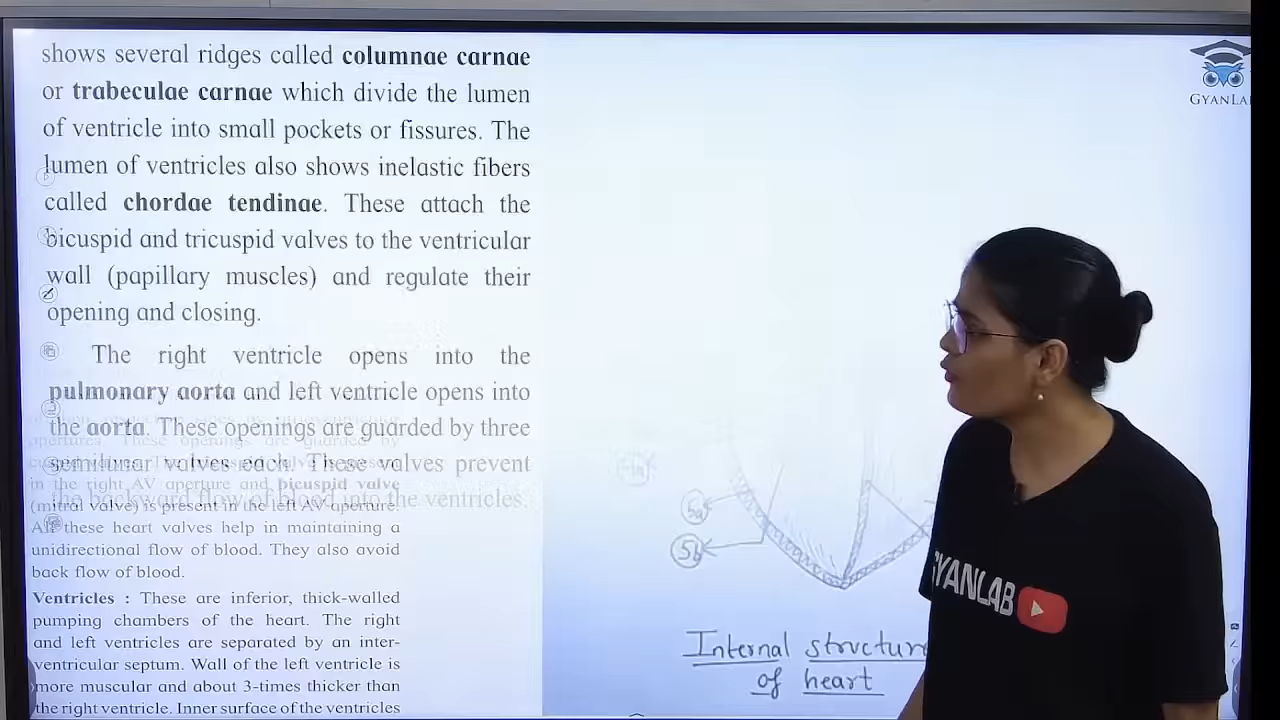 shows several ridges called columnae carnae
or trabeculae carnae which divide the lumen
of ventricle into small pockets or fissures. The
lumen of ventricles also shows inelastic fibers
called chordae tendinae. These attach the
bicuspid and tricuspid valves to the ventricular
wall (papillary muscles) and regulate their
opening and closing.
The right ventricle opens into the
pulmonary aorta and left ventricle opens into
the aorta. These openings are guarded by three
semilunar valves each. These valves prevent
the backward flow of blood into the ventricles.
apertures. These openings are guarded by
in the right AV aperture and bicuspid valve
(mitral valve) is present in the left AV aperture.
All these heart valves help in maintaining a
unidirectional flow of blood. They also avoid
back flow of blood.
Ventricles : These are inferior, thick-walled
pumping chambers of the heart. The right
and left ventricles are separated by an inter-
ventricular septum. Wall of the left ventricle is
more muscular and about 3-times thicker than
the right ventricle. Inner surface of the ventricles
5a
5b
Internal structure
of heart
GYANLA
GYANLAB